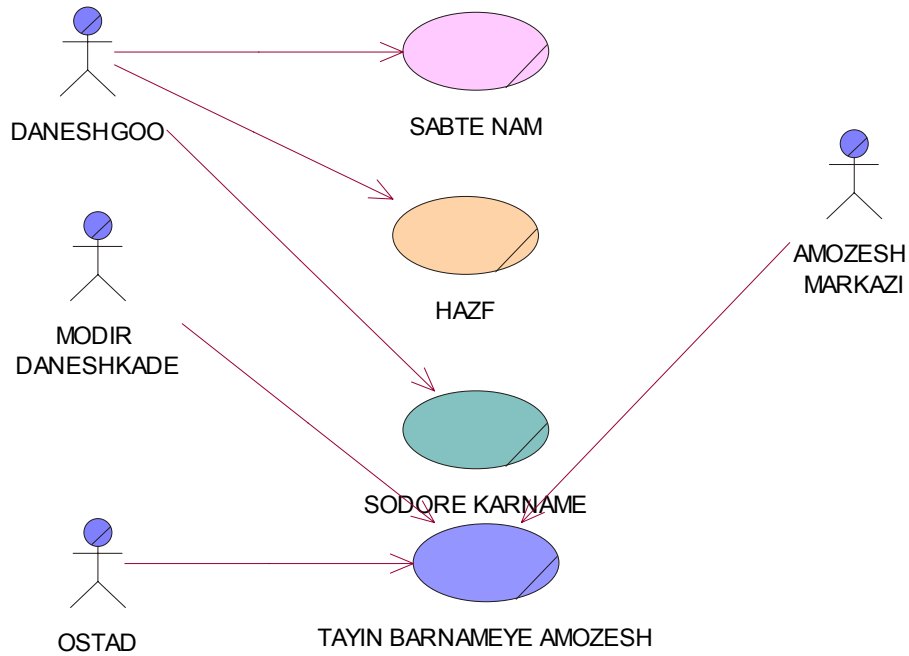 DANESHGOO
SABTE NAM
AMOZESH
MARKAZI
HAZF
MODIR
DANESHKADE
SODORE KARNAME
OSTAD
TAYIN BARNAMEYE AMOZESH